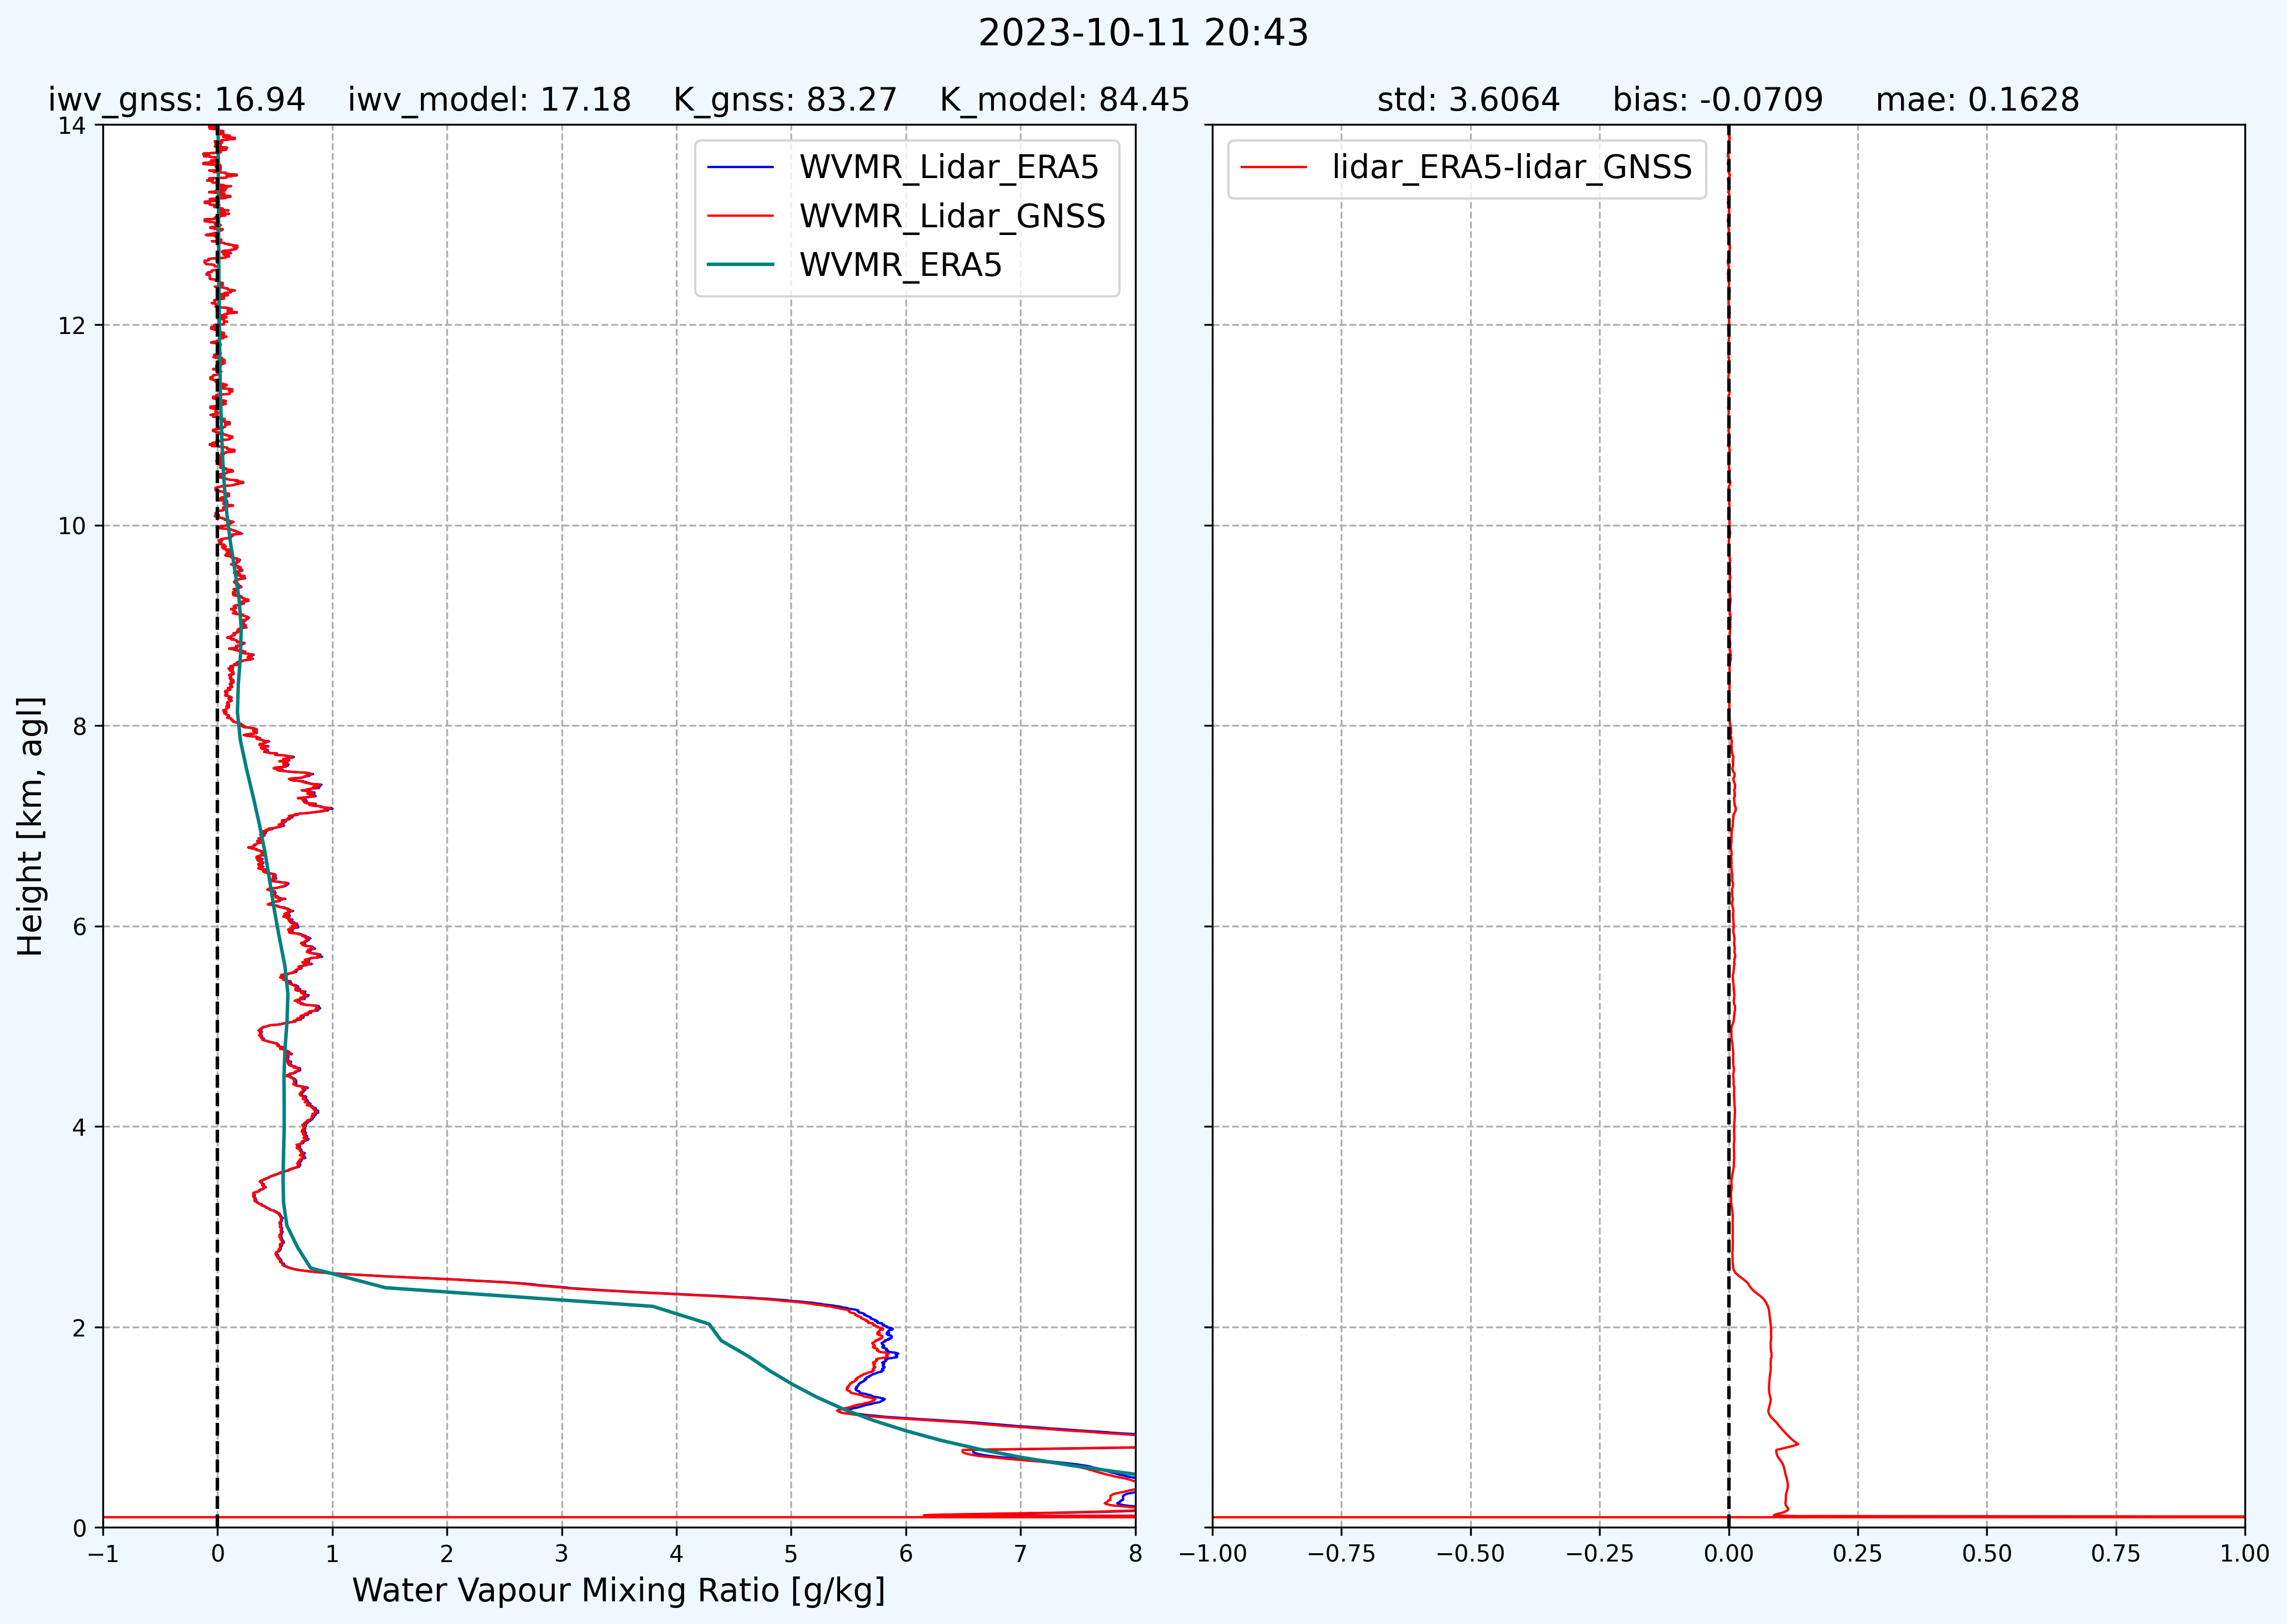 2023-10-11 20:43
iwv_gnss: 16.94 iwv_model: 17.18 K_gnss: 83.27 K_model: 84.45
std: 3.6064 bias: -0.0709 mae: 0.1628
WVMR_Lidar_ERA5
WVMR_Lidar_GNSS
WVMR_ERA5
lidar_ERA5-lidar_GNSS
Height [km, agl]
14
12
10
8
6
4
2
0
−1 0 1 2 3 4 5 6 7 8
−1.00 −0.75 −0.50 −0.25 0.00 0.25 0.50 0.75 1.00
Water Vapour Mixing Ratio [g/kg]